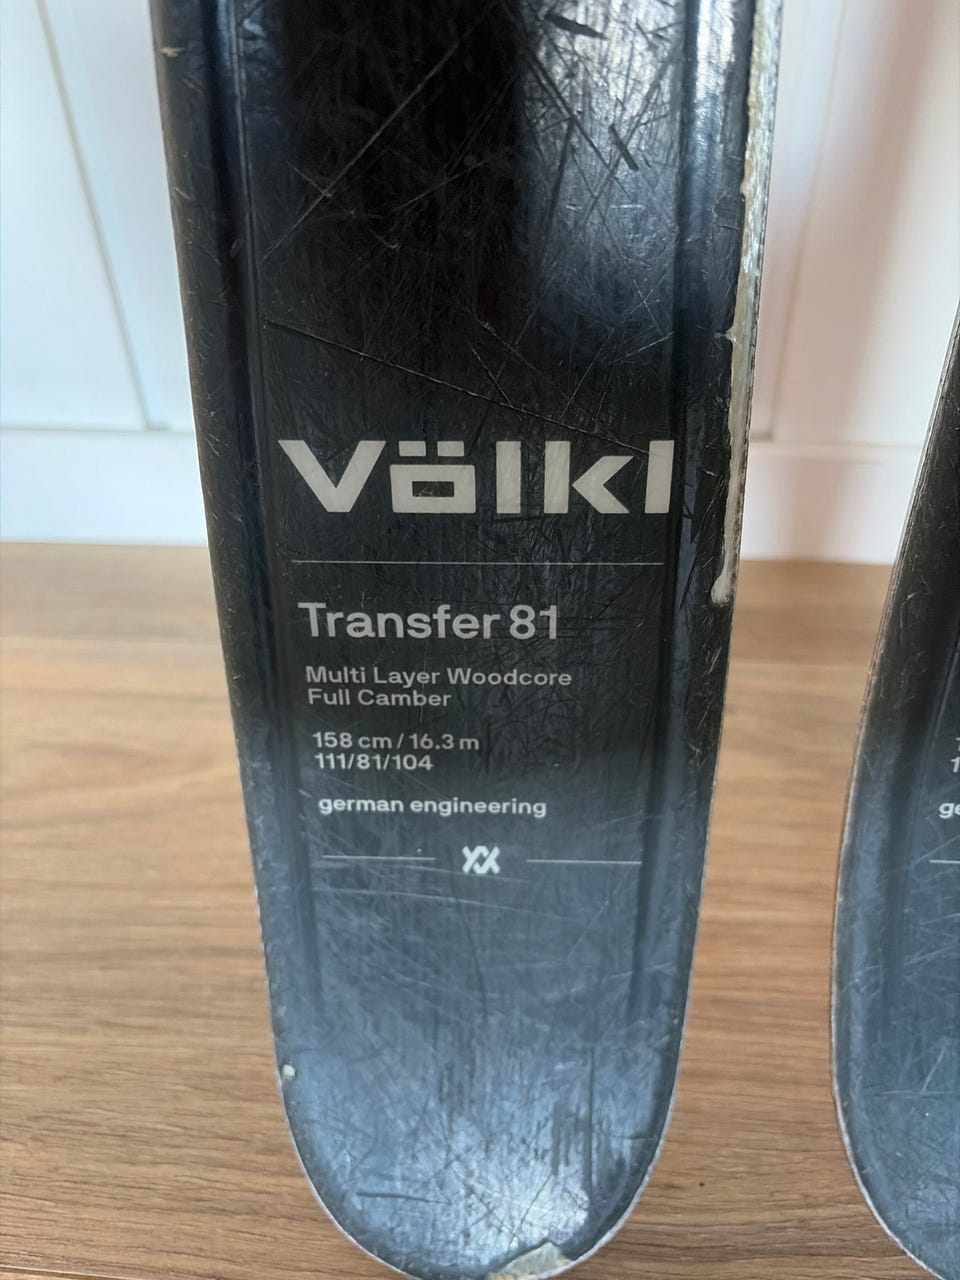 Völkl
Transfer 81
Multi Layer Woodcore
Full Camber
158 cm / 16.3 m
111/81/104
german engineering